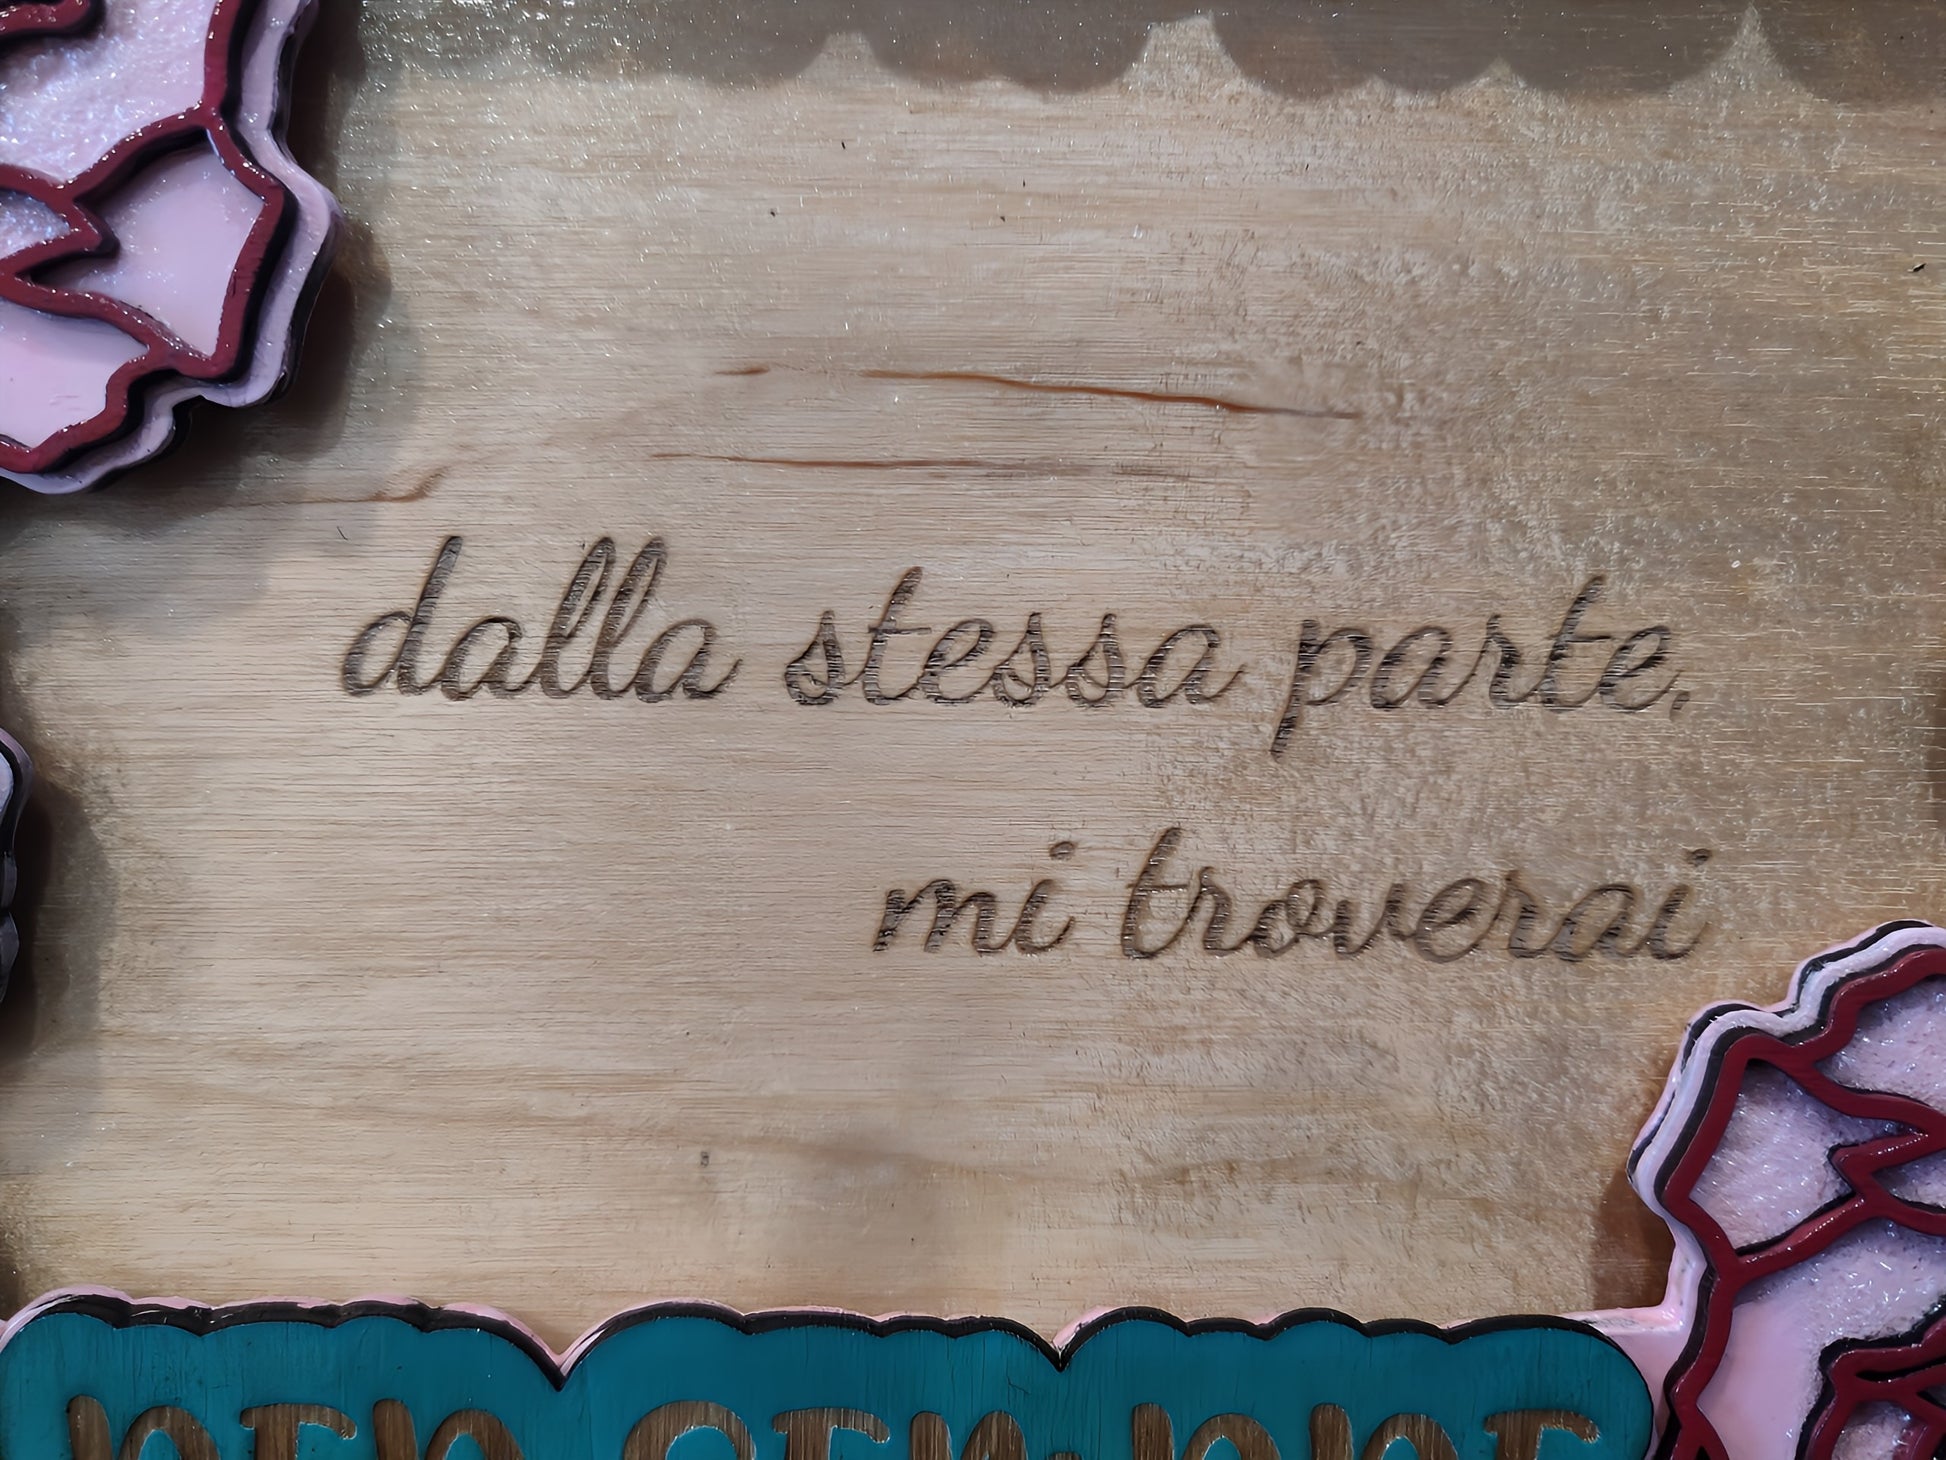 dalla stessa parte,
mi troverai